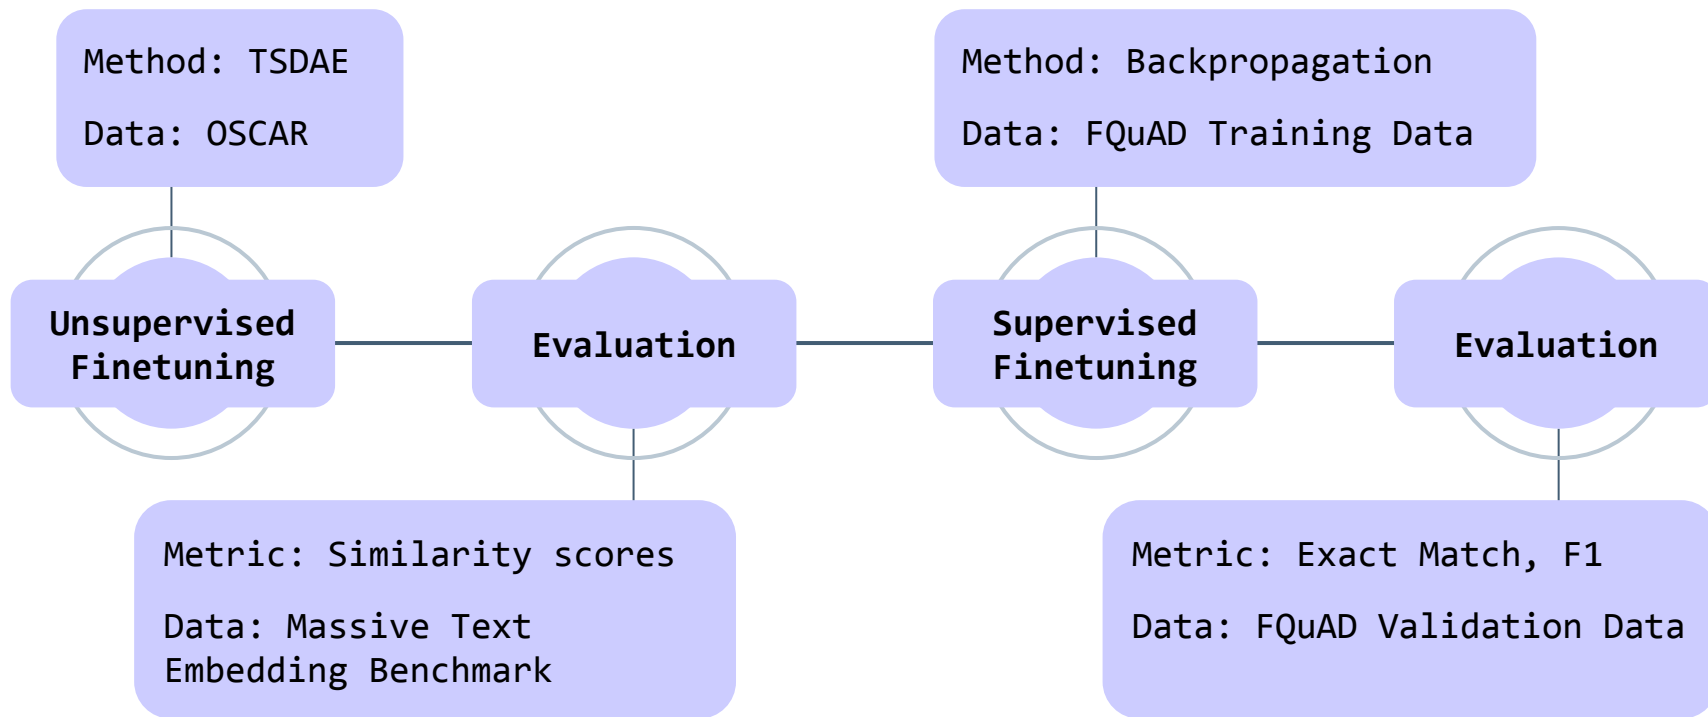 Method: TSDAE
Data: OSCAR
Method: Backpropagation
Data: FQuAD Training Data
Unsupervised
Finetuning
Evaluation
Supervised
Finetuning
Evaluation
Metric: Similarity scores
Data: Massive Text
Embedding Benchmark
Metric: Exact Match, F1
Data: FQuAD Validation Data